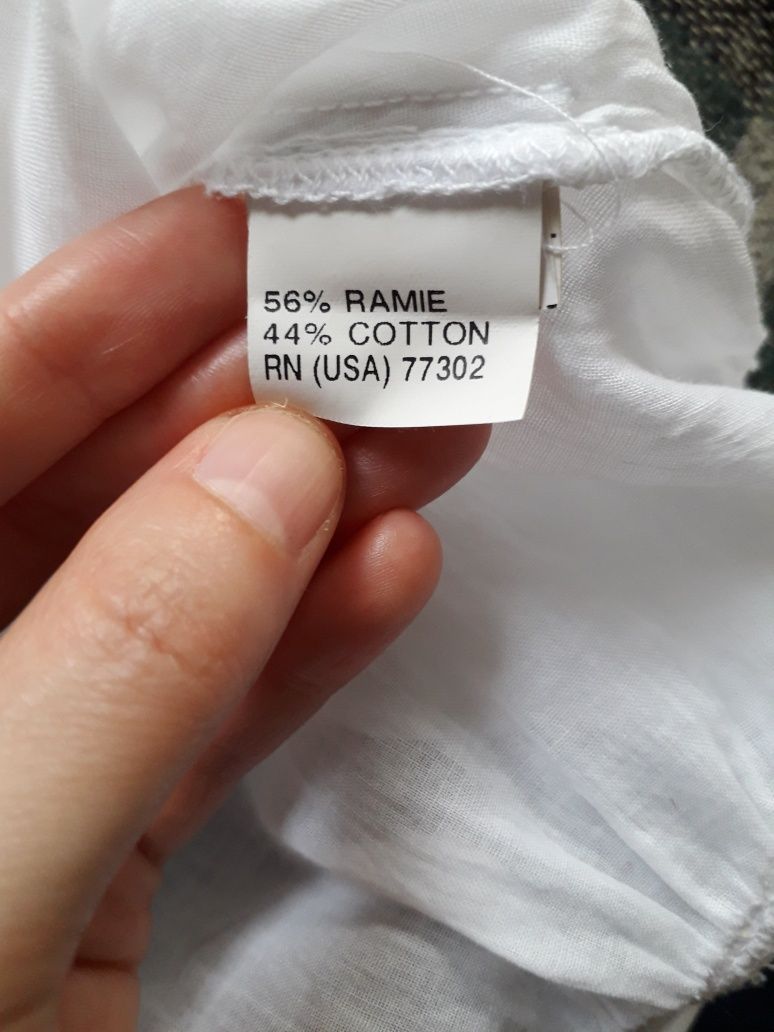 56% RAMIE
44% COTTON
RN (USA) 77302